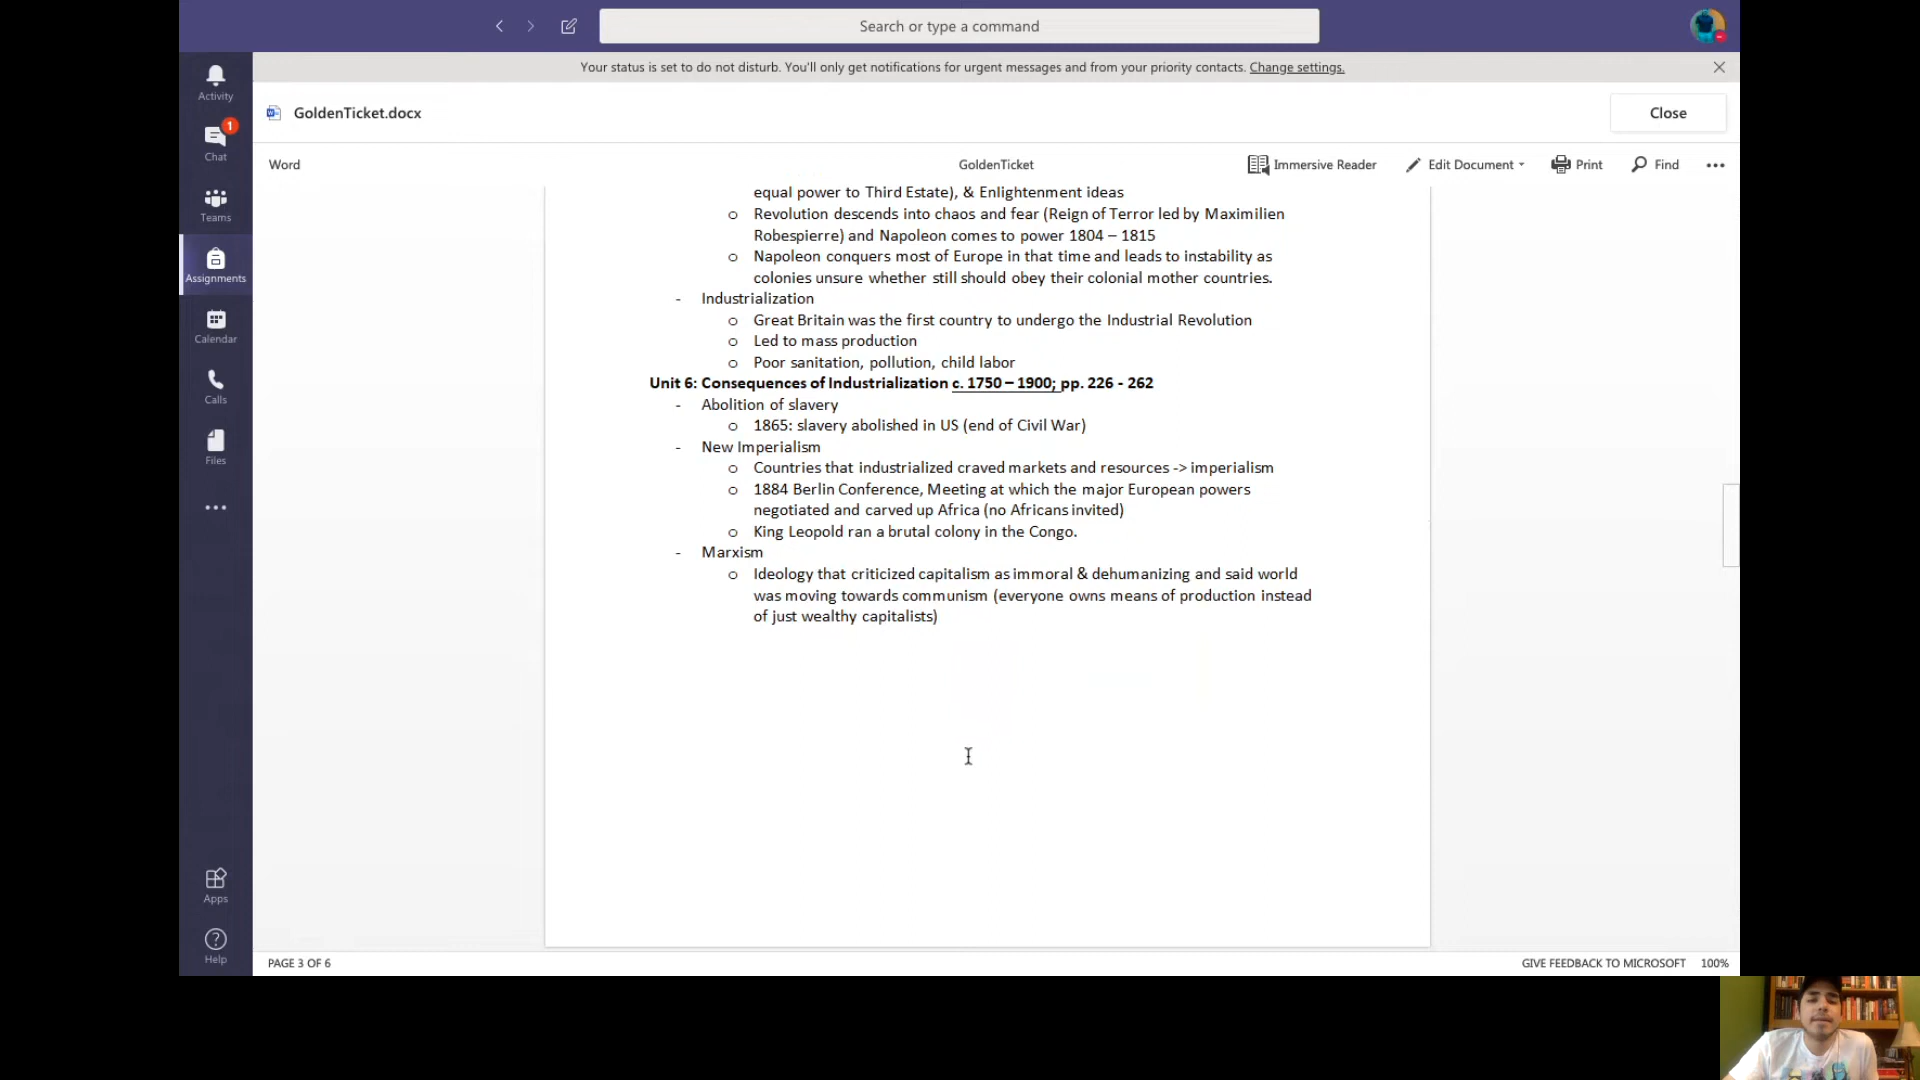 Search or type a command
Your status is set to do not disturb. You'll only get notifications for urgent messages and from your priority contacts. Change settings.
Activity
GoldenTicket.docx
Close
1
Chat
Word
GoldenTicket
Immersive Reader
Edit Document
Print
Find
Teams
Assignments
Calendar
Calls
Files
equal power to Third Estate), & Enlightenment ideas
o Revolution descends into chaos and fear (Reign of Terror led by Maximilien
Robespierre) and Napoleon comes to power 1804 – 1815
o Napoleon conquers most of Europe in that time and leads to instability as
colonies unsure whether still should obey their colonial mother countries.
- Industrialization
o Great Britain was the first country to undergo the Industrial Revolution
o Led to mass production
o Poor sanitation, pollution, child labor
Unit 6: Consequences of Industrialization c. 1750 – 1900; pp. 226 - 262
- Abolition of slavery
o 1865: slavery abolished in US (end of Civil War)
- New Imperialism
o Countries that industrialized craved markets and resources -> imperialism
o 1884 Berlin Conference, Meeting at which the major European powers
negotiated and carved up Africa (no Africans invited)
o King Leopold ran a brutal colony in the Congo.
- Marxism
o Ideology that criticized capitalism as immoral & dehumanizing and said world
was moving towards communism (everyone owns means of production instead
of just wealthy capitalists)
Apps
Help
PAGE 3 OF 6
GIVE FEEDBACK TO MICROSOFT
100%